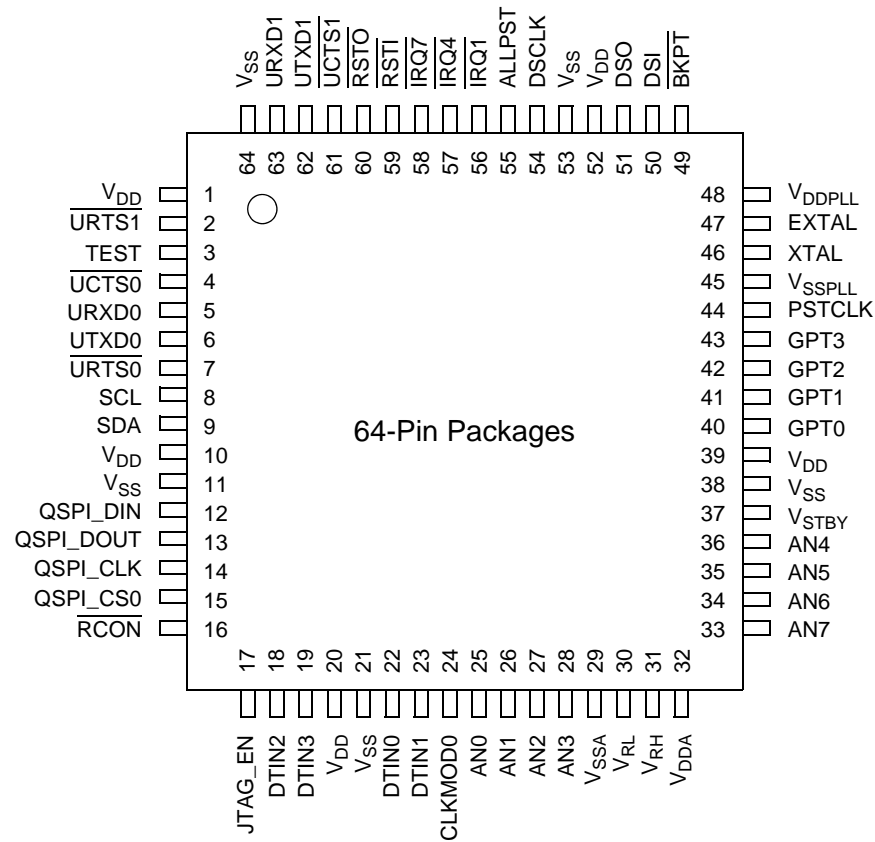 VSS URXD1 UTXD1 UCTS1 RSTO RSTI IRQ7 IRQ4 IRQ1 ALLPST DSCLK VSS VDD DSO DSI BKPT
64 63 62 61 60 59 58 57 56 55 54 53 52 51 50 49
VDD 1 48 VDDPLL
URTS1 2 47 EXTAL
TEST 3 46 XTAL
UCTS0 4 45 VSSPLL
URXD0 5 44 PSTCLK
UTXD0 6 43 GPT3
URTS0 7 42 GPT2
SCL 8 41 GPT1
SDA 9 40 GPT0
64-Pin Packages
VDD 10 39 VDD
VSS 11 38 VSS
QSPI_DIN 12 37 VSTBY
QSPI_DOUT 13 36 AN4
QSPI_CLK 14 35 AN5
QSPI_CS0 15 34 AN6
RCON 16 33 AN7
17 18 19 20 21 22 23 24 25 26 27 28 29 30 31 32
JTAG_EN DTIN2 DTIN3 VDD VSS DTIN0 DTIN1 CLKMOD0 AN0 AN1 AN2 AN3 VSSA VRL VRH VDDA